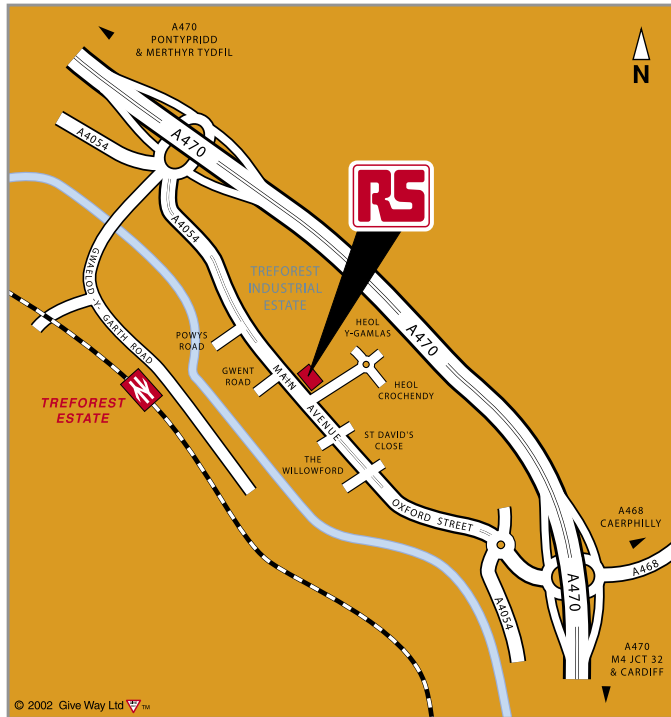 A470
PONTYPRIDD
& MERTHYR TYDFIL
N
A4054
A470
RS
A4054
GWAELOD -Y- GARTH ROAD
TREFOREST
INDUSTRIAL
ESTATE
HEOL
Y-GAMLAS
POWYS
ROAD
A470
GWENT
ROAD
MAIN AVENUE
HEOL
CROCHENDY
TREFOREST
ESTATE
ST DAVID'S
CLOSE
THE
WILLOWFORD
OXFORD STREET
A468
CAERPHILLY
A468
A470
A4054
A470
M4 JCT 32
& CARDIFF
© 2002 Give Way Ltd TM